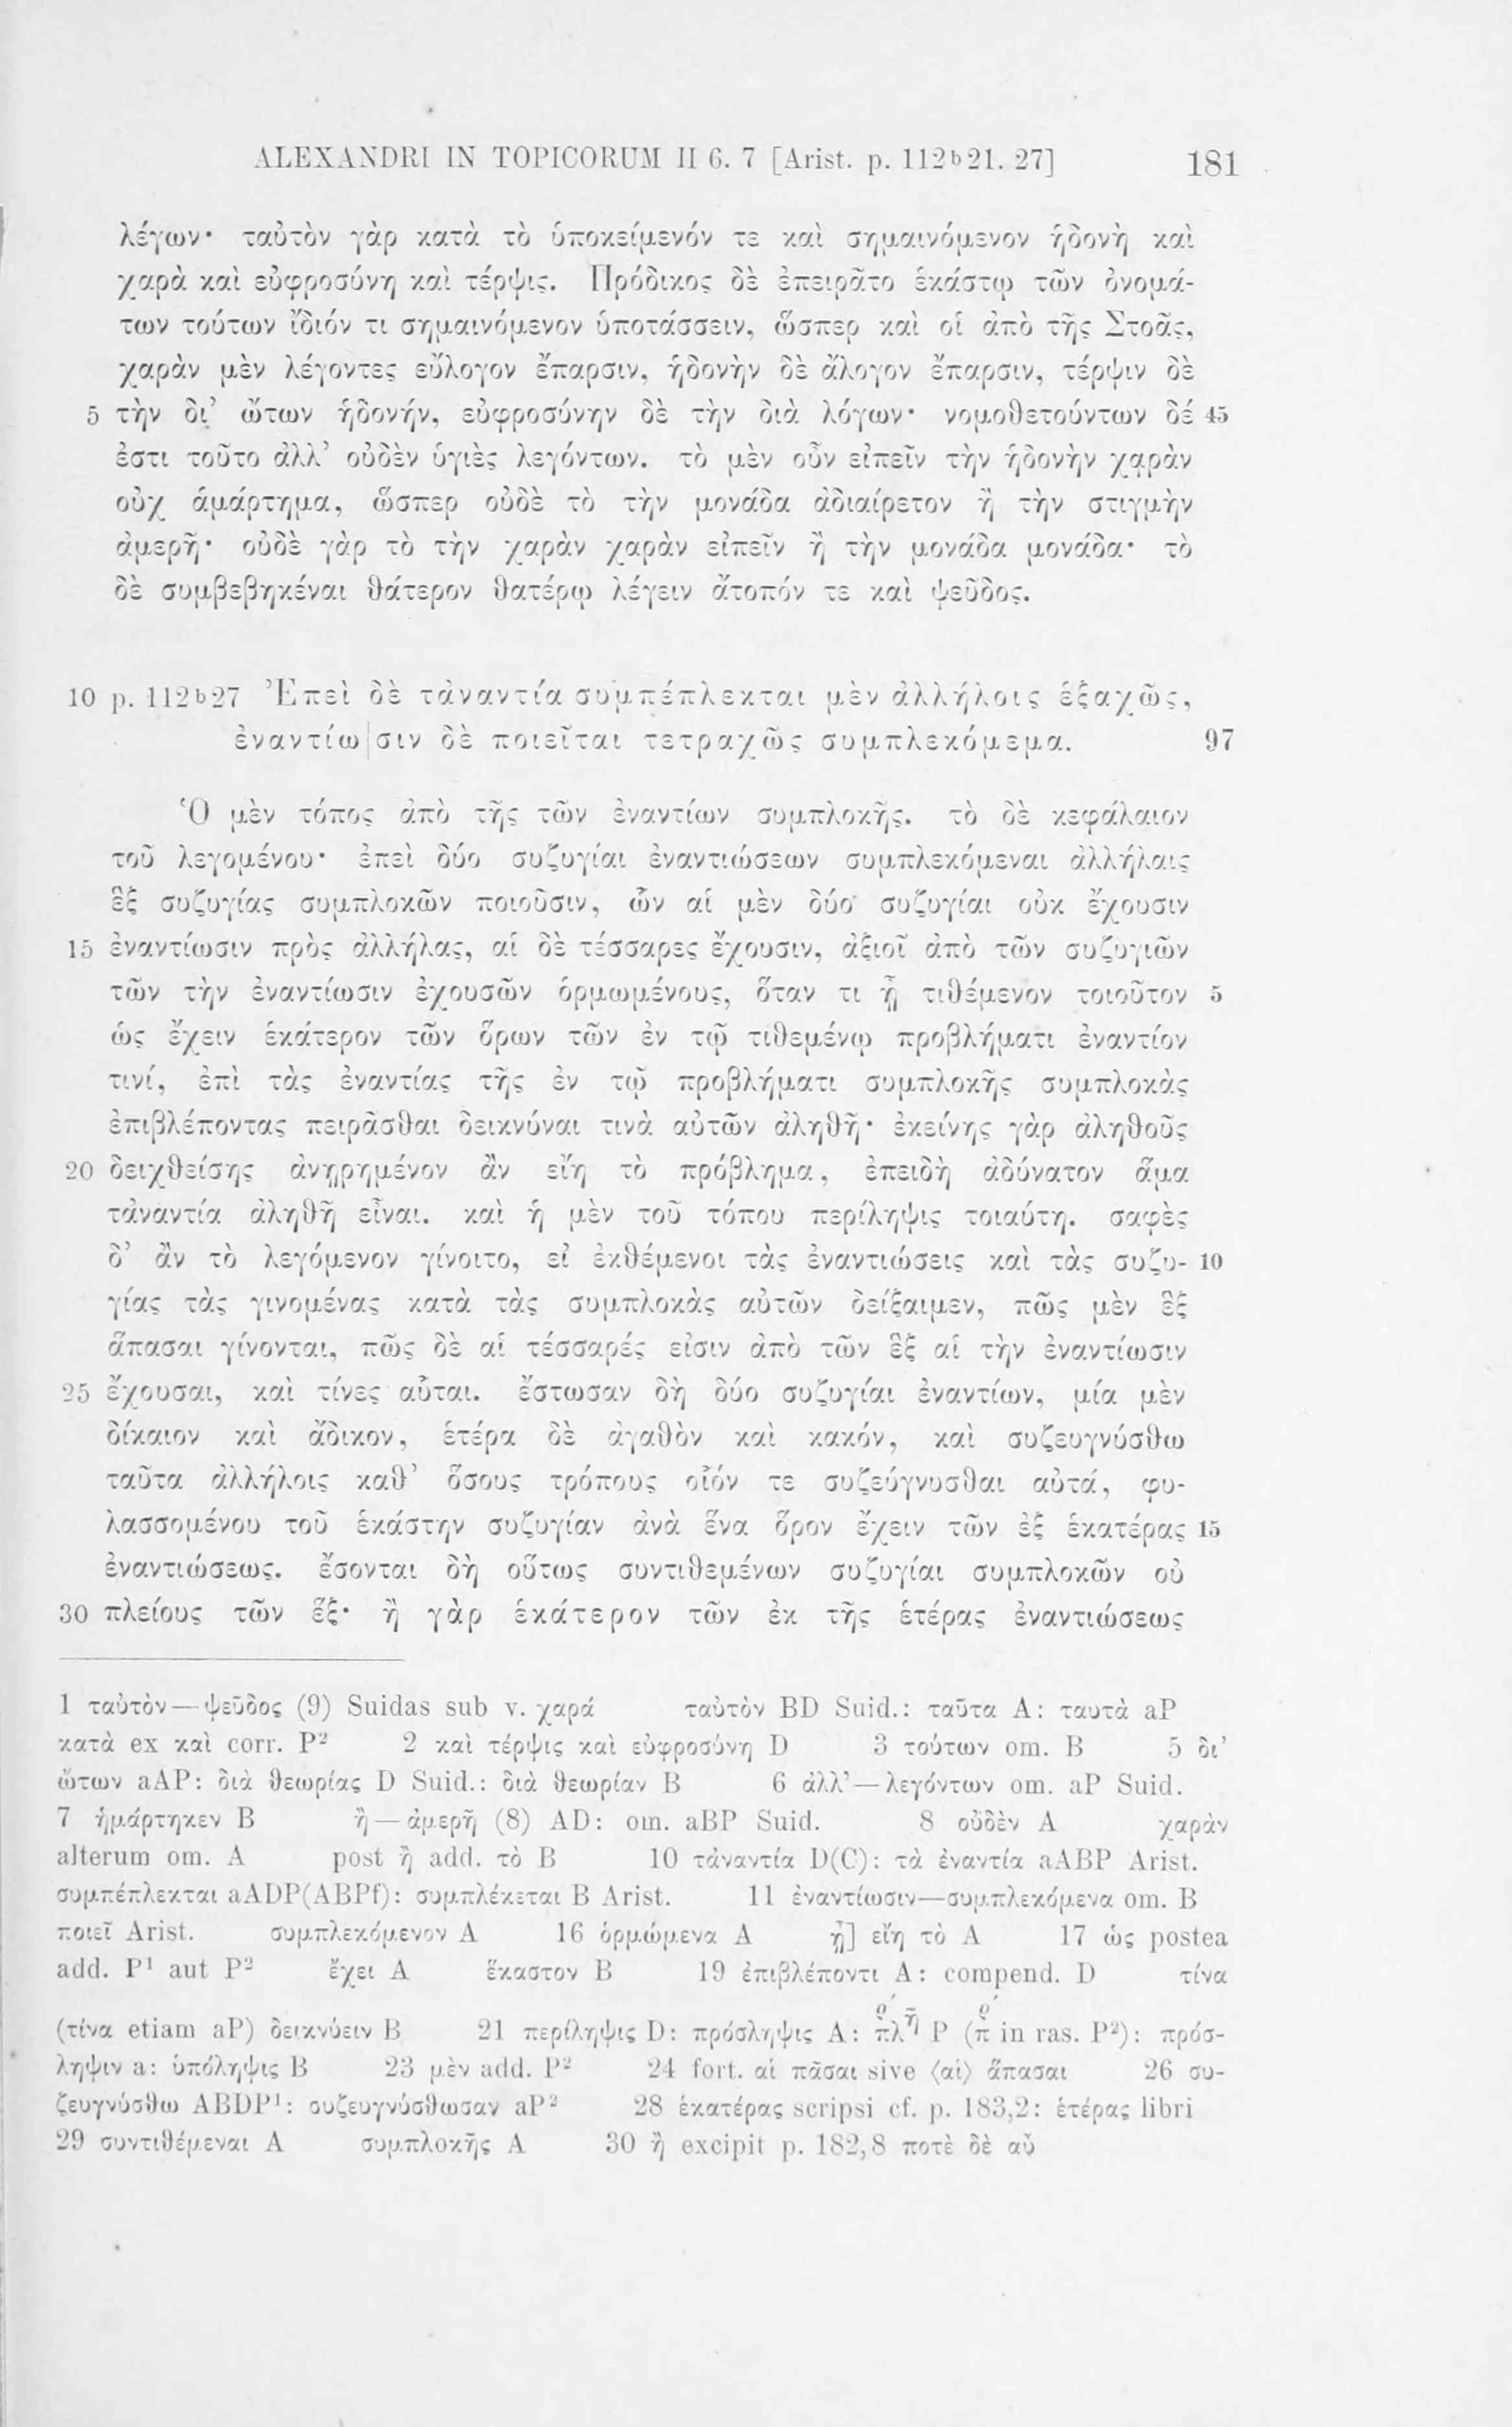 ALEXANDRI IN TOPICORUM II 6. 7 [Arist. p. 112b21. 27] 181
λέγων· ταὐτὸν γὰρ κατὰ τὸ ὑποκείμενόν τε καὶ σημαινόμενον ἡδονὴ καὶ
χαρὰ καὶ εὐφροσύνη καὶ τέρψις. Πρόδικος δὲ ἐπειρᾶτο ἑκάστῳ τῶν ὀνομά-
των τούτων ἴδιόν τι σημαινόμενον ὑποτάσσειν, ὥσπερ καὶ οἱ ἀπὸ τῆς Στοᾶς,
χαρὰν μὲν λέγοντες εὔλογον ἔπαρσιν, ἡδονὴν δὲ ἄλογον ἔπαρσιν, τέρψιν δὲ
5 τὴν δι’ ὤτων ἡδονήν, εὐφροσύνην δὲ τὴν διὰ λόγων· νομοθετούντων δέ 45
ἐστι τοῦτο ἀλλ’ οὐδὲν ὑγιὲς λεγόντων. τὸ μὲν οὖν εἰπεῖν τὴν ἡδονὴν χαρὰν
οὐχ ἁμάρτημα, ὥσπερ οὐδὲ τὸ τὴν μονάδα ἀδιαίρετον ἢ τὴν στιγμὴν
ἀμερῆ· οὐδὲ γὰρ τὸ τὴν χαρὰν χαρὰν εἰπεῖν ἢ τὴν μονάδα μονάδα· τὸ
δὲ συμβεβηκέναι θάτερον θατέρῳ λέγειν ἄτοπόν τε καὶ ψεῦδος.
10 p. 112b27 Ἐπεὶ δὲ τἀναντία συμπέπλεκται μὲν ἀλλήλοις ἑξαχῶς,
ἐναντίω|σιν δὲ ποιεῖται τετραχῶς συμπλεκόμεμα. 97
Ὁ μὲν τόπος ἀπὸ τῆς τῶν ἐναντίων συμπλοκῆς. τὸ δὲ κεφάλαιον
τοῦ λεγομένου· ἐπεὶ δύο συζυγίαι ἐναντιώσεων συμπλεκόμεναι ἀλλήλαις
ἓξ συζυγίας συμπλοκῶν ποιοῦσιν, ὧν αἱ μὲν δύο συζυγίαι οὐκ ἔχουσιν
15 ἐναντίωσιν πρὸς ἀλλήλας, αἱ δὲ τέσσαρες ἔχουσιν, ἀξιοῖ ἀπὸ τῶν συζυγιῶν
τῶν τὴν ἐναντίωσιν ἐχουσῶν ὁρμωμένους, ὅταν τι ᾖ τιθέμενον τοιοῦτον 5
ὡς ἔχειν ἑκάτερον τῶν ὅρων τῶν ἐν τῷ τιθεμένῳ προβλήματι ἐναντίον
τινί, ἐπὶ τὰς ἐναντίας τῆς ἐν τῷ προβλήματι συμπλοκῆς συμπλοκὰς
ἐπιβλέποντας πειρᾶσθαι δεικνύναι τινὰ αὐτῶν ἀληθῆ· ἐκείνης γὰρ ἀληθοῦς
20 δειχθείσης ἀνῃρημένον ἂν εἴη τὸ πρόβλημα, ἐπειδὴ ἀδύνατον ἅμα
τἀναντία ἀληθῆ εἶναι. καὶ ἡ μὲν τοῦ τόπου περίληψις τοιαύτη. σαφὲς
δ’ ἂν τὸ λεγόμενον γίνοιτο, εἰ ἐκθέμενοι τὰς ἐναντιώσεις καὶ τὰς συζυ- 10
γίας τὰς γινομένας κατὰ τὰς συμπλοκὰς αὐτῶν δείξαιμεν, πῶς μὲν ἓξ
ἅπασαι γίνονται, πῶς δὲ αἱ τέσσαρές εἰσιν ἀπὸ τῶν ἓξ αἱ τὴν ἐναντίωσιν
25 ἔχουσαι, καὶ τίνες αὗται. ἔστωσαν δὴ δύο συζυγίαι ἐναντίων, μία μὲν
δίκαιον καὶ ἄδικον, ἑτέρα δὲ ἀγαθὸν καὶ κακόν, καὶ συζευγνύσθω
ταῦτα ἀλλήλοις καθ’ ὅσους τρόπους οἷόν τε συζεύγνυσθαι αὐτά, φυ-
λασσομένου τοῦ ἑκάστην συζυγίαν ἀνὰ ἕνα ὅρον ἔχειν τῶν ἐξ ἑκατέρας 15
ἐναντιώσεως. ἔσονται δὴ οὕτως συντιθεμένων συζυγίαι συμπλοκῶν οὐ
30 πλείους τῶν ἕξ· ἢ γὰρ ἑκάτερον τῶν ἐκ τῆς ἑτέρας ἐναντιώσεως
1 ταὐτὸν—ψεῦδος (9) Suidas sub v. χαρά ταὐτὸν BD Suid.: ταῦτα A: ταυτὰ aP
κατὰ ex καὶ corr. P² 2 καὶ τέρψις καὶ εὐφροσύνη D 3 τούτων om. B 5 δι’
ὤτων aAP: διὰ θεωρίας D Suid.: διὰ θεωρίαν B 6 ἀλλ’—λεγόντων om. aP Suid.
7 ἡμάρτηκεν B ἢ—ἀμερῆ (8) AD: om. aBP Suid. 8 οὐδὲν A χαρὰν
alterum om. A post ἢ add. τὸ B 10 τἀναντία D(C): τὰ ἐναντία aABP Arist.
συμπέπλεκται aADP(ABPf): συμπλέκεται B Arist. 11 ἐναντίωσιν—συμπλεκόμενα om. B
ποιεῖ Arist. συμπλεκόμενον A 16 ὁρμώμενα A ᾖ] εἴη τὸ A 17 ὡς postea
add. P¹ aut P² ἔχει A ἕκαστον B 19 ἐπιβλέποντι A: compend. D τίνα
(τίνα etiam aP) δεικνύειν B 21 περίληψις D: πρόσληψις A: πλη P (π in ras. P²): πρόσ-
ληψιν a: ὑπόληψις B 23 μὲν add. P² 24 fort. αἱ πᾶσαι sive ⟨αἱ⟩ ἅπασαι 26 συ-
ζευγνύσθω ABDP¹: συζευγνύσθωσαν aP² 28 ἑκατέρας scripsi cf. p. 183,2: ἑτέρας libri
29 συντιθέμεναι A συμπλοκῆς A 30 ἢ excipit p. 182,8 ποτὲ δὲ αὖ